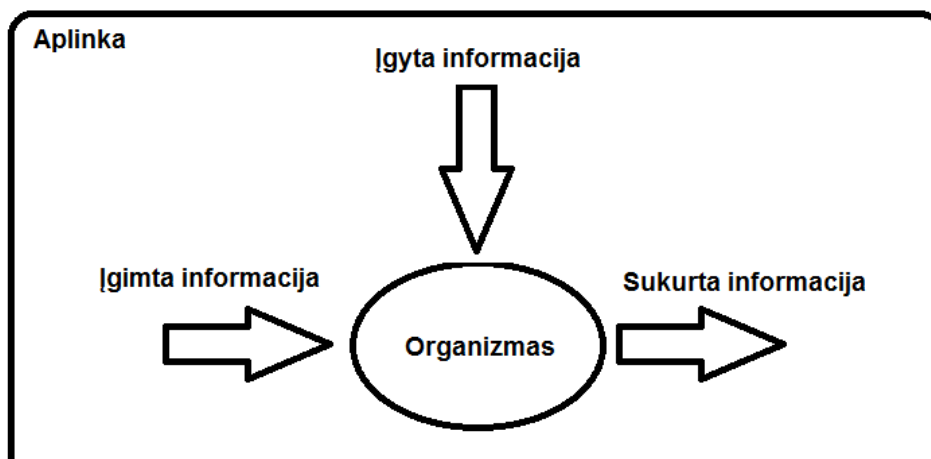 Aplinka
Įgyta informacija
Įgimta informacija
Sukurta informacija
Organizmas